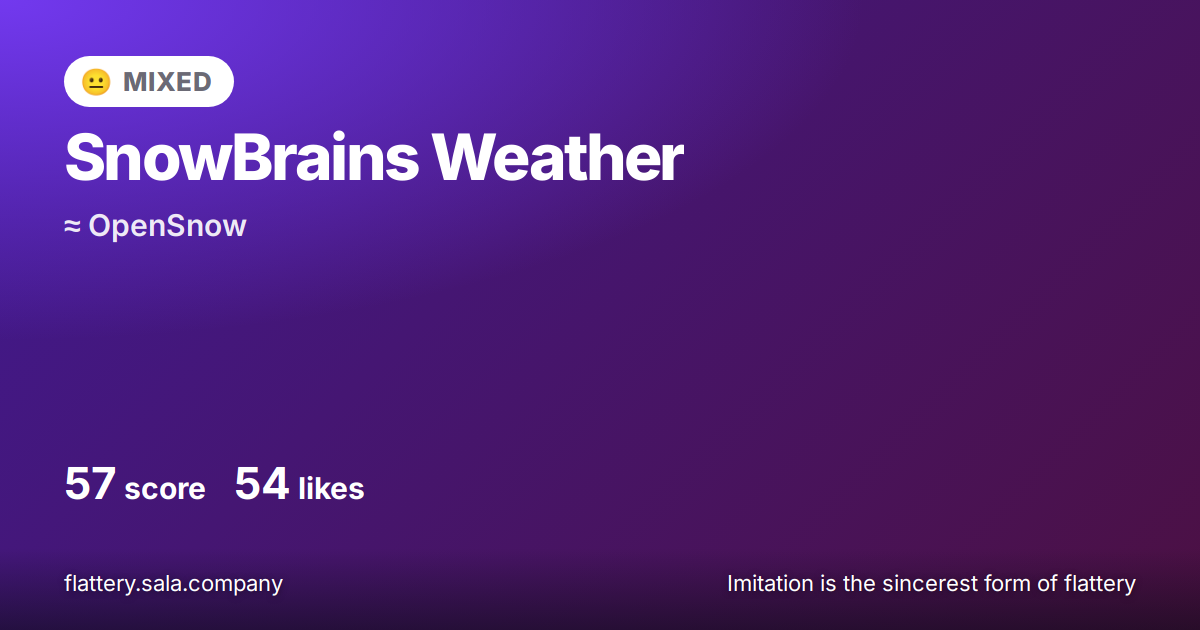 😐 MIXED
SnowBrains Weather
≈ OpenSnow
57 score 54 likes
flattery.sala.company
Imitation is the sincerest form of flattery